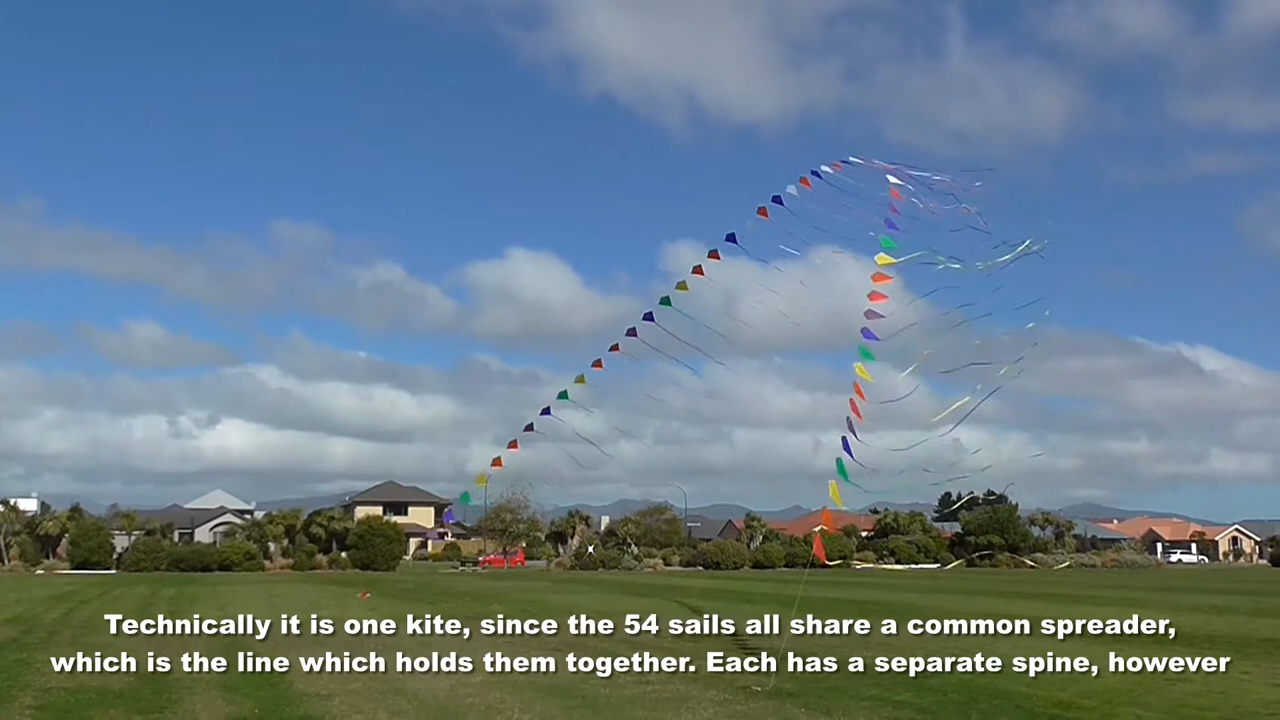 Technically it is one kite, since the 54 sails all share a common spreader,
which is the line which holds them together. Each has a separate spine, however